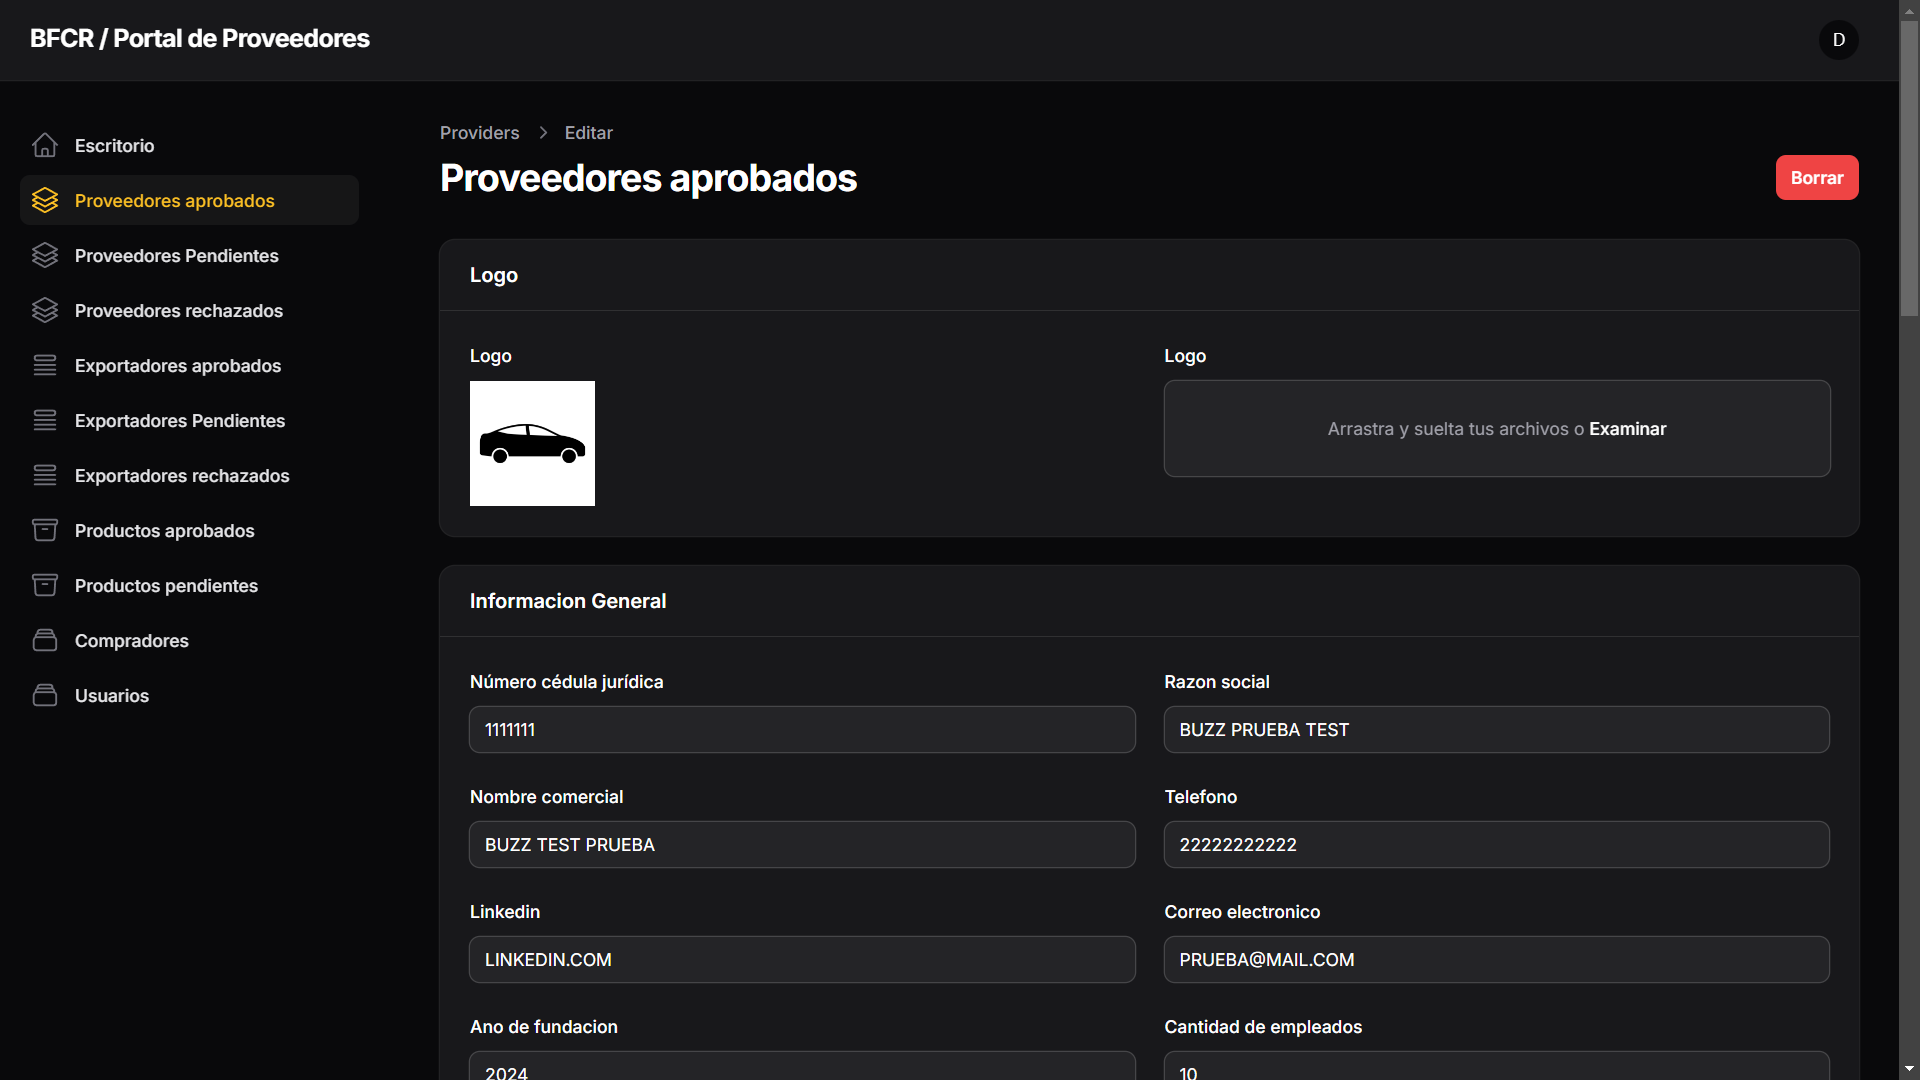 BFCR / Portal de Proveedores
D
Escritorio
Proveedores aprobados
Proveedores Pendientes
Proveedores rechazados
Exportadores aprobados
Exportadores Pendientes
Exportadores rechazados
Productos aprobados
Productos pendientes
Compradores
Usuarios
Providers > Editar
Proveedores aprobados
Borrar
Logo
Logo
Logo
Arrastra y suelta tus archivos o Examinar
Informacion General
Número cédula jurídica
1111111
Razon social
BUZZ PRUEBA TEST
Nombre comercial
BUZZ TEST PRUEBA
Telefono
22222222222
Linkedin
LINKEDIN.COM
Correo electronico
PRUEBA@MAIL.COM
Ano de fundacion
2024
Cantidad de empleados
10